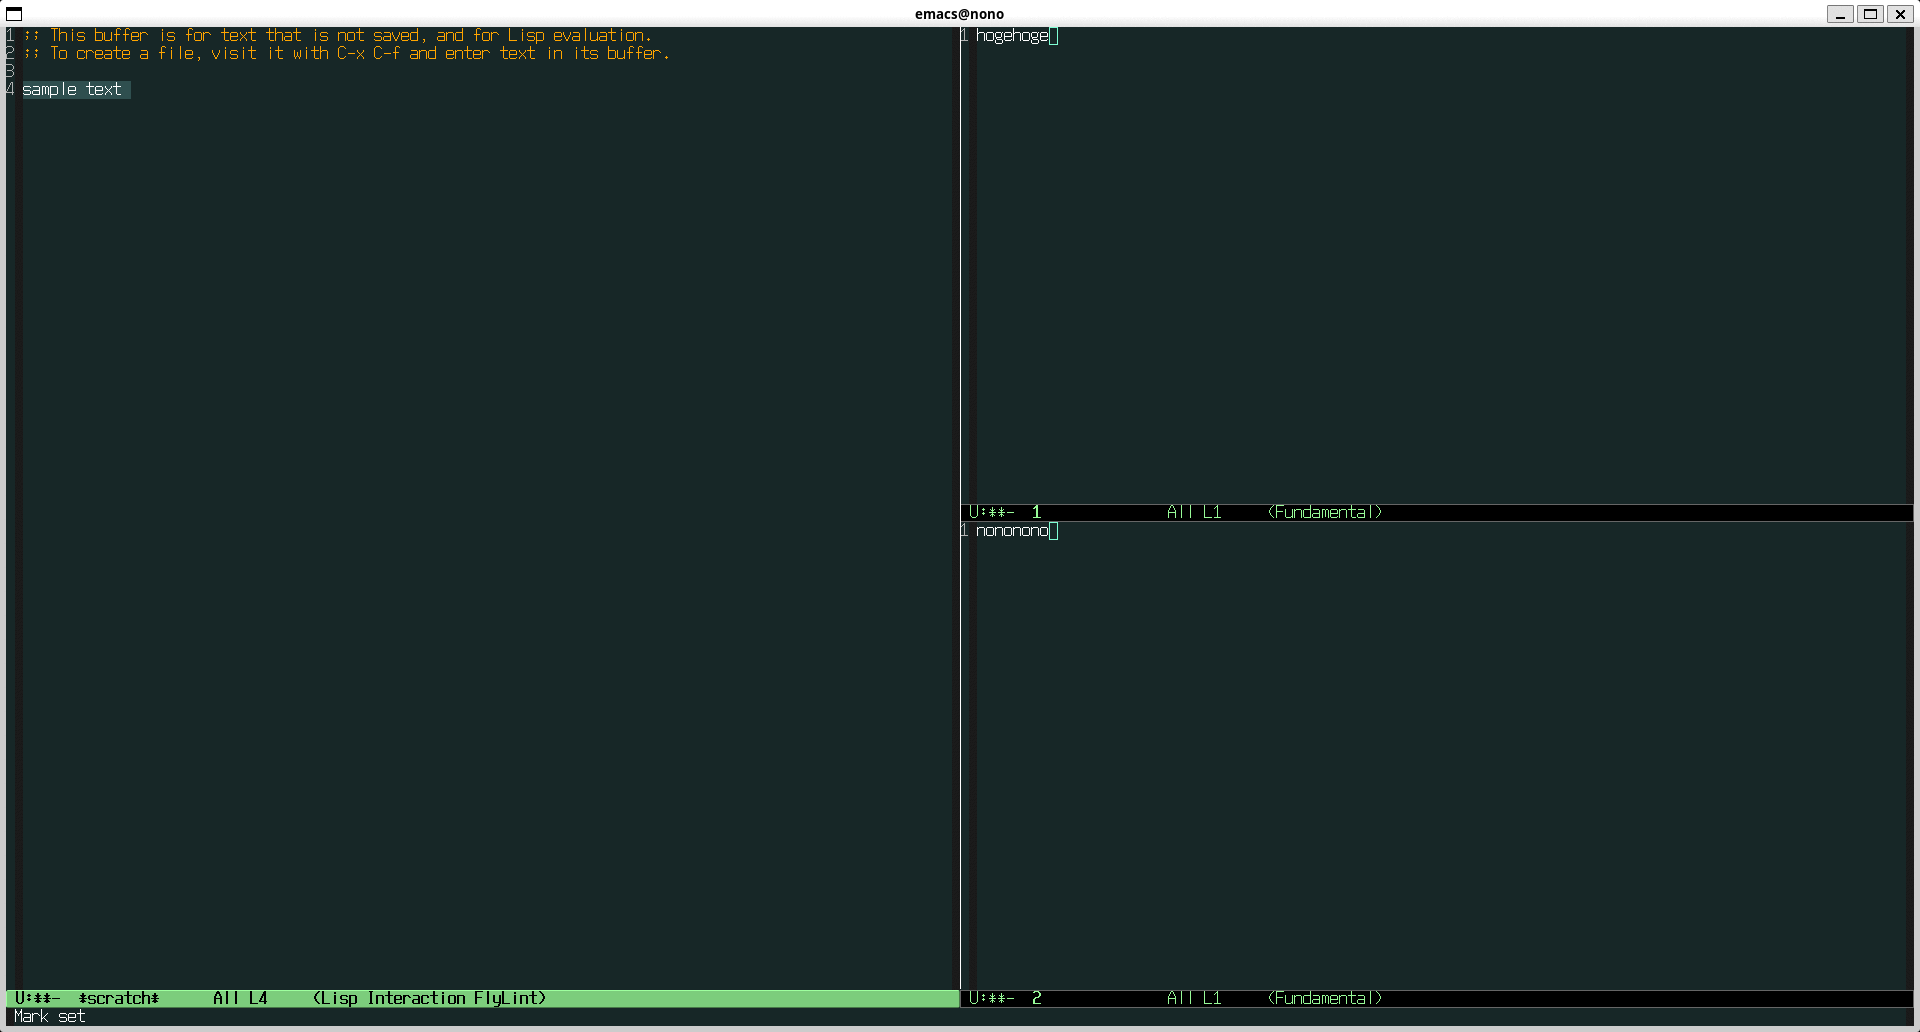 emacs@nono
1 ;; This buffer is for text that is not saved, and for Lisp evaluation.
2 ;; To create a file, visit it with C-x C-f and enter text in its buffer.
3
4 sample text
U:**-  *scratch*      All L4     (Lisp Interaction FlyLint)
1 hogehoge
U:**-  1              All L1     (Fundamental)
1 nononono
U:**-  2              All L1     (Fundamental)
Mark set